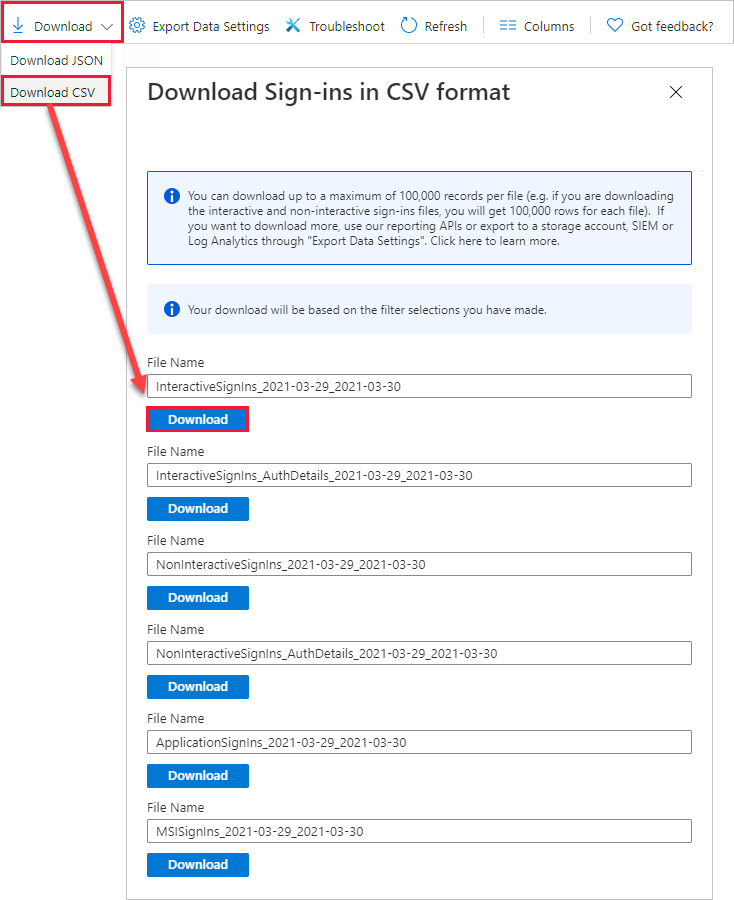 Download Export Data Settings Troubleshoot Refresh Columns Got feedback?
Download JSON
Download CSV
Download Sign-ins in CSV format
You can download up to a maximum of 100,000 records per file (e.g. if you are downloading
the interactive and non-interactive sign-ins files, you will get 100,000 rows for each file). If
you want to download more, use our reporting APIs or export to a storage account, SIEM or
Log Analytics through "Export Data Settings". Click here to learn more.
Your download will be based on the filter selections you have made.
File Name
InteractiveSignIns_2021-03-29_2021-03-30
Download
File Name
InteractiveSignIns_AuthDetails_2021-03-29_2021-03-30
Download
File Name
NonInteractiveSignIns_2021-03-29_2021-03-30
Download
File Name
NonInteractiveSignIns_AuthDetails_2021-03-29_2021-03-30
Download
File Name
ApplicationSignIns_2021-03-29_2021-03-30
Download
File Name
MSISignIns_2021-03-29_2021-03-30
Download